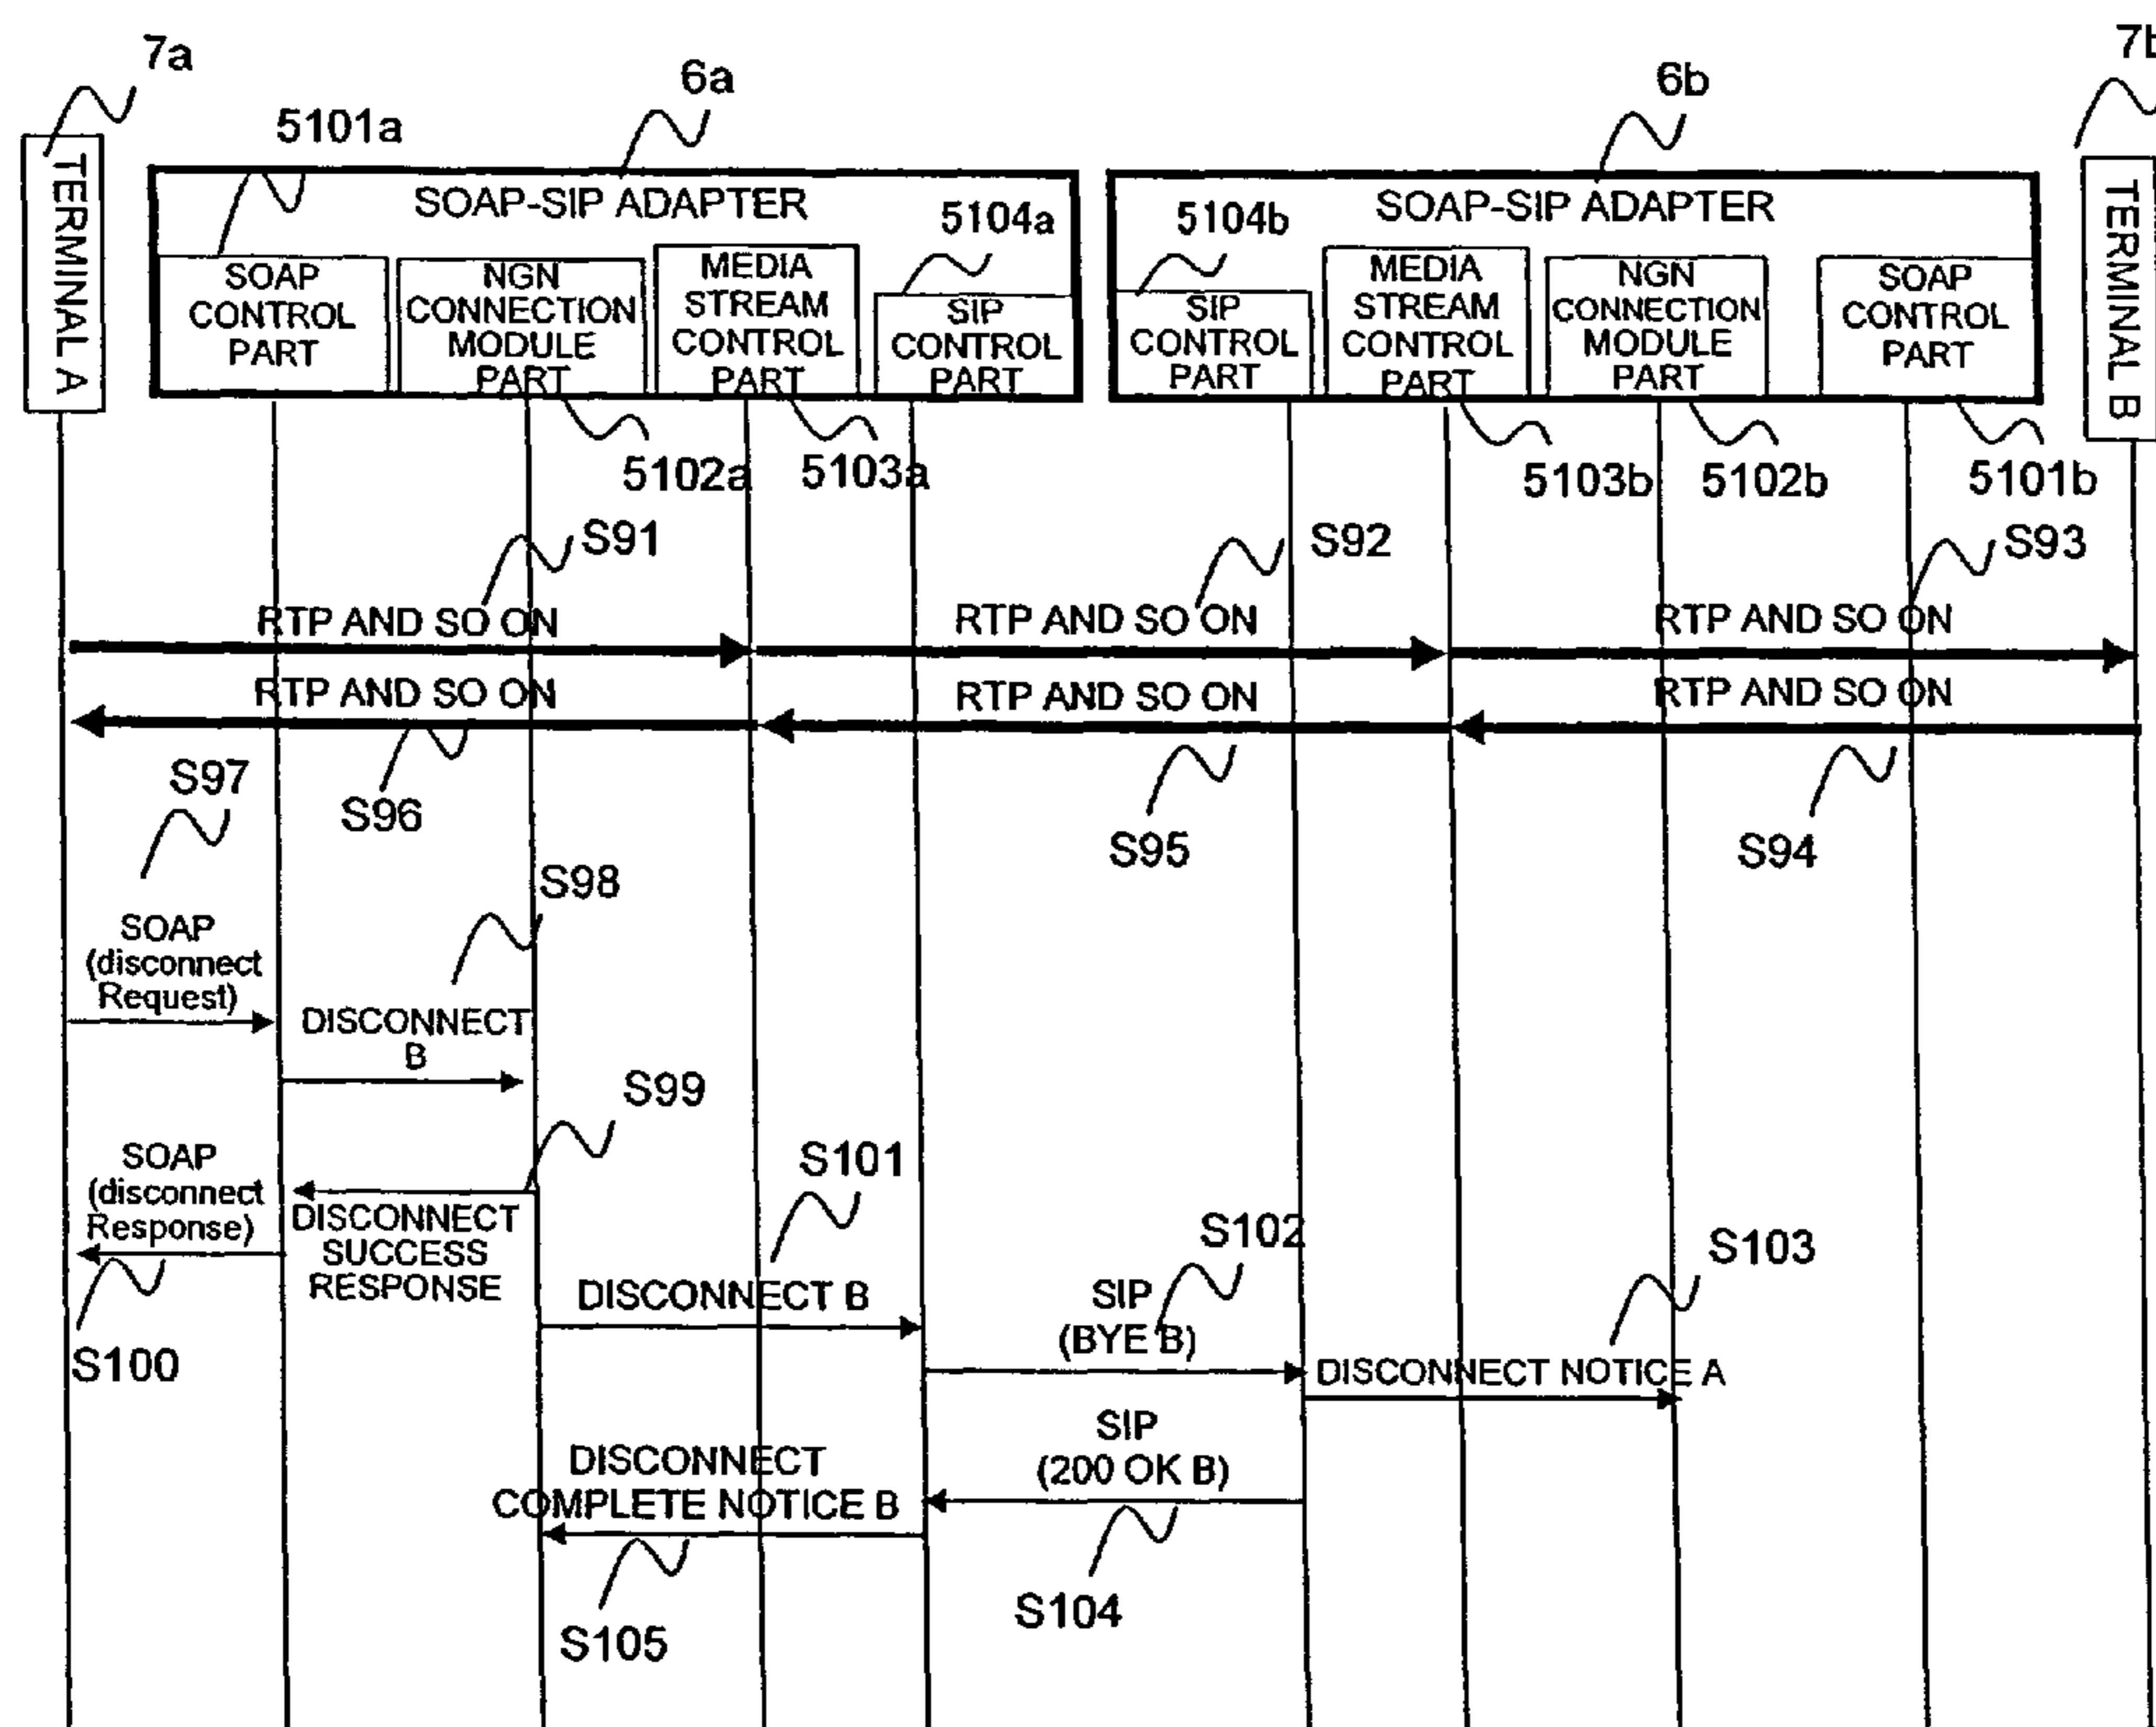 7a
6a
6b
7b
5101a
TERMINAL A
SOAP-SIP ADAPTER
5104a
SOAP
CONTROL
PART
NGN
CONNECTION
MODULE
PART
MEDIA
STREAM
CONTROL
PART
SIP
CONTROL
PART
5104b
SOAP-SIP ADAPTER
SIP
CONTROL
PART
MEDIA
STREAM
CONTROL
PART
NGN
CONNECTION
MODULE
PART
SOAP
CONTROL
PART
TERMINAL B
5102a
5103a
5103b
5102b
5101b
S91
S92
S93
RTP AND SO ON
RTP AND SO ON
RTP AND SO ON
RTP AND SO ON
RTP AND SO ON
RTP AND SO ON
S97
S96
S95
S94
S98
SOAP
(disconnect
Request)
DISCONNECT
B
S99
SOAP
(disconnect
Response)
DISCONNECT
SUCCESS
RESPONSE
S100
S101
DISCONNECT B
S102
SIP
(BYE B)
S103
DISCONNECT NOTICE A
SIP
(200 OK B)
DISCONNECT
COMPLETE NOTICE B
S104
S105